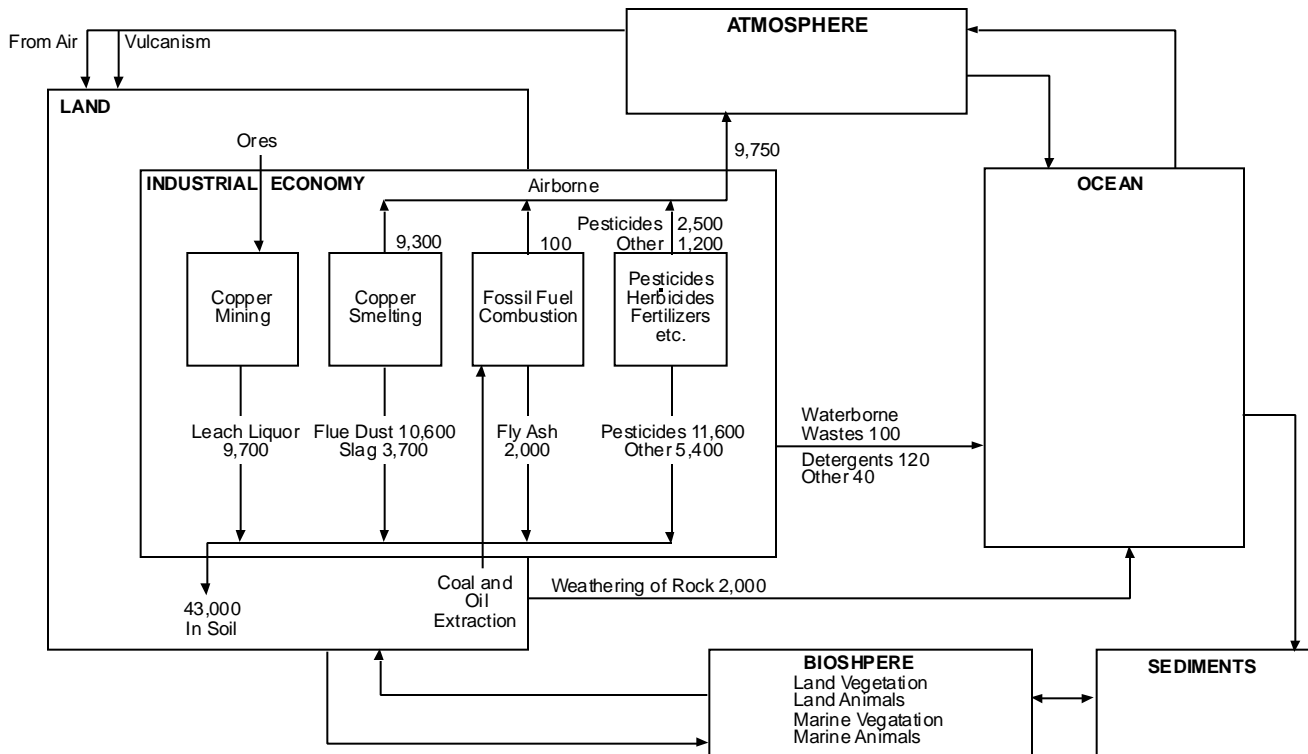 ATMOSPHERE
From Air
Vulcanism
LAND
Ores
9,750
INDUSTRIAL ECONOMY
Airborne
OCEAN
Pesticides 2,500
Other 1,200
9,300
100
Copper
Mining
Copper
Smelting
Fossil Fuel
Combustion
Pesticides
Herbicides
Fertilizers
etc.
Leach Liquor
9,700
Flue Dust 10,600
Slag 3,700
Fly Ash
2,000
Pesticides 11,600
Other 5,400
Waterborne
Wastes 100
Detergents 120
Other 40
43,000
In Soil
Coal and
Oil
Extraction
Weathering of Rock 2,000
BIOSHPERE
Land Vegetation
Land Animals
Marine Vegatation
Marine Animals
SEDIMENTS